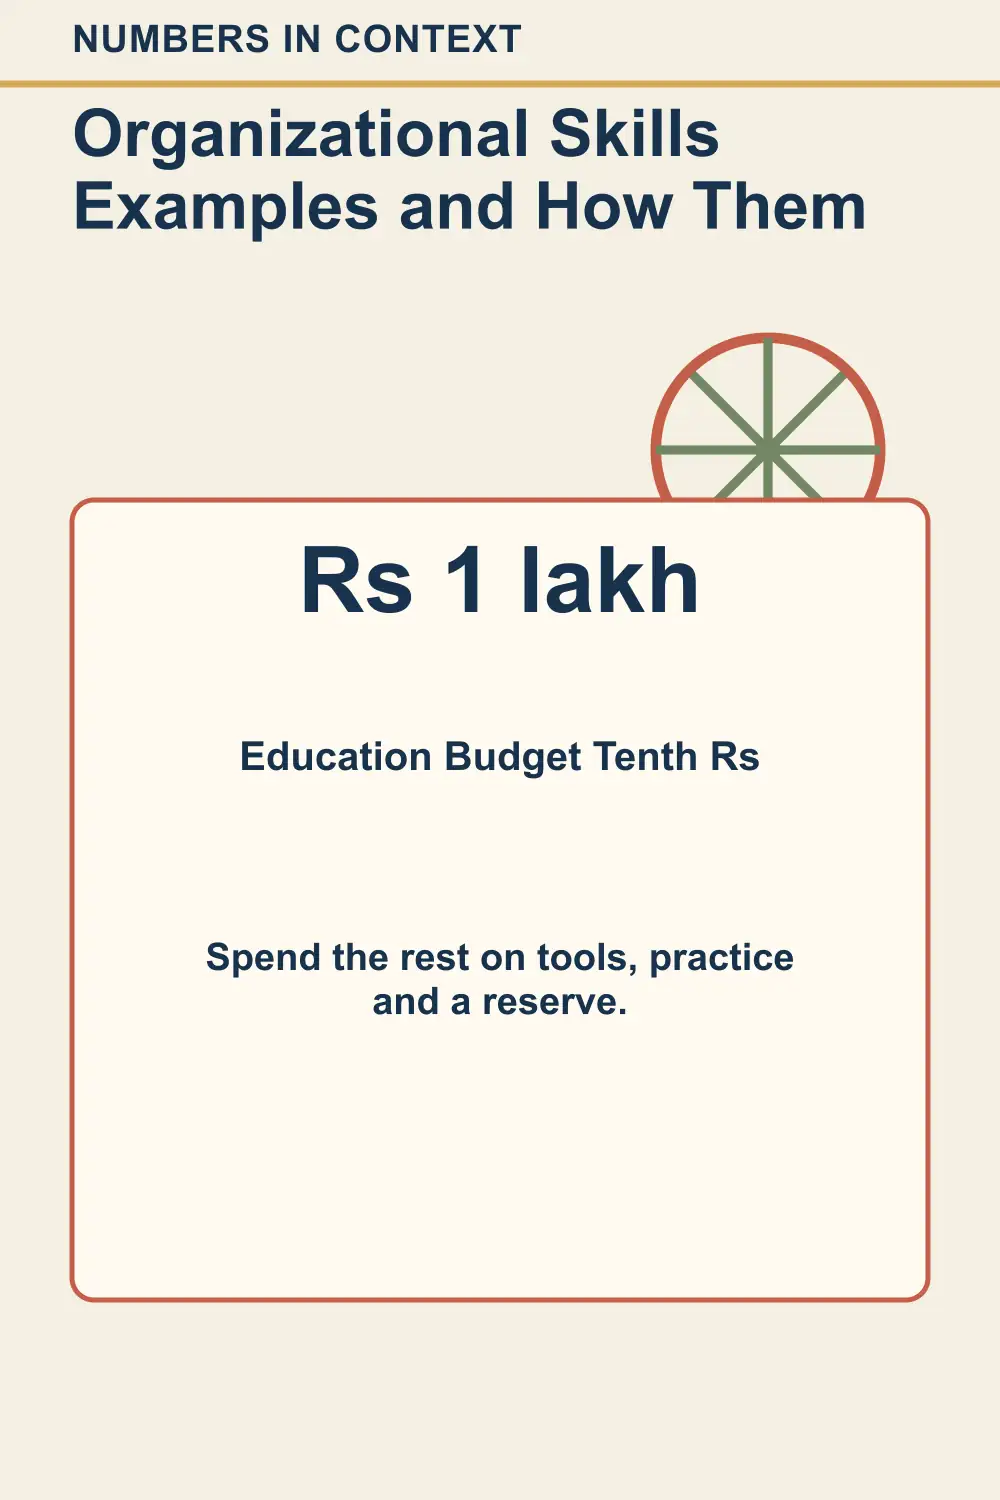 NUMBERS IN CONTEXT
Organizational Skills
Examples and How Them
Rs 1 lakh
Education Budget Tenth Rs
Spend the rest on tools, practice
and a reserve.